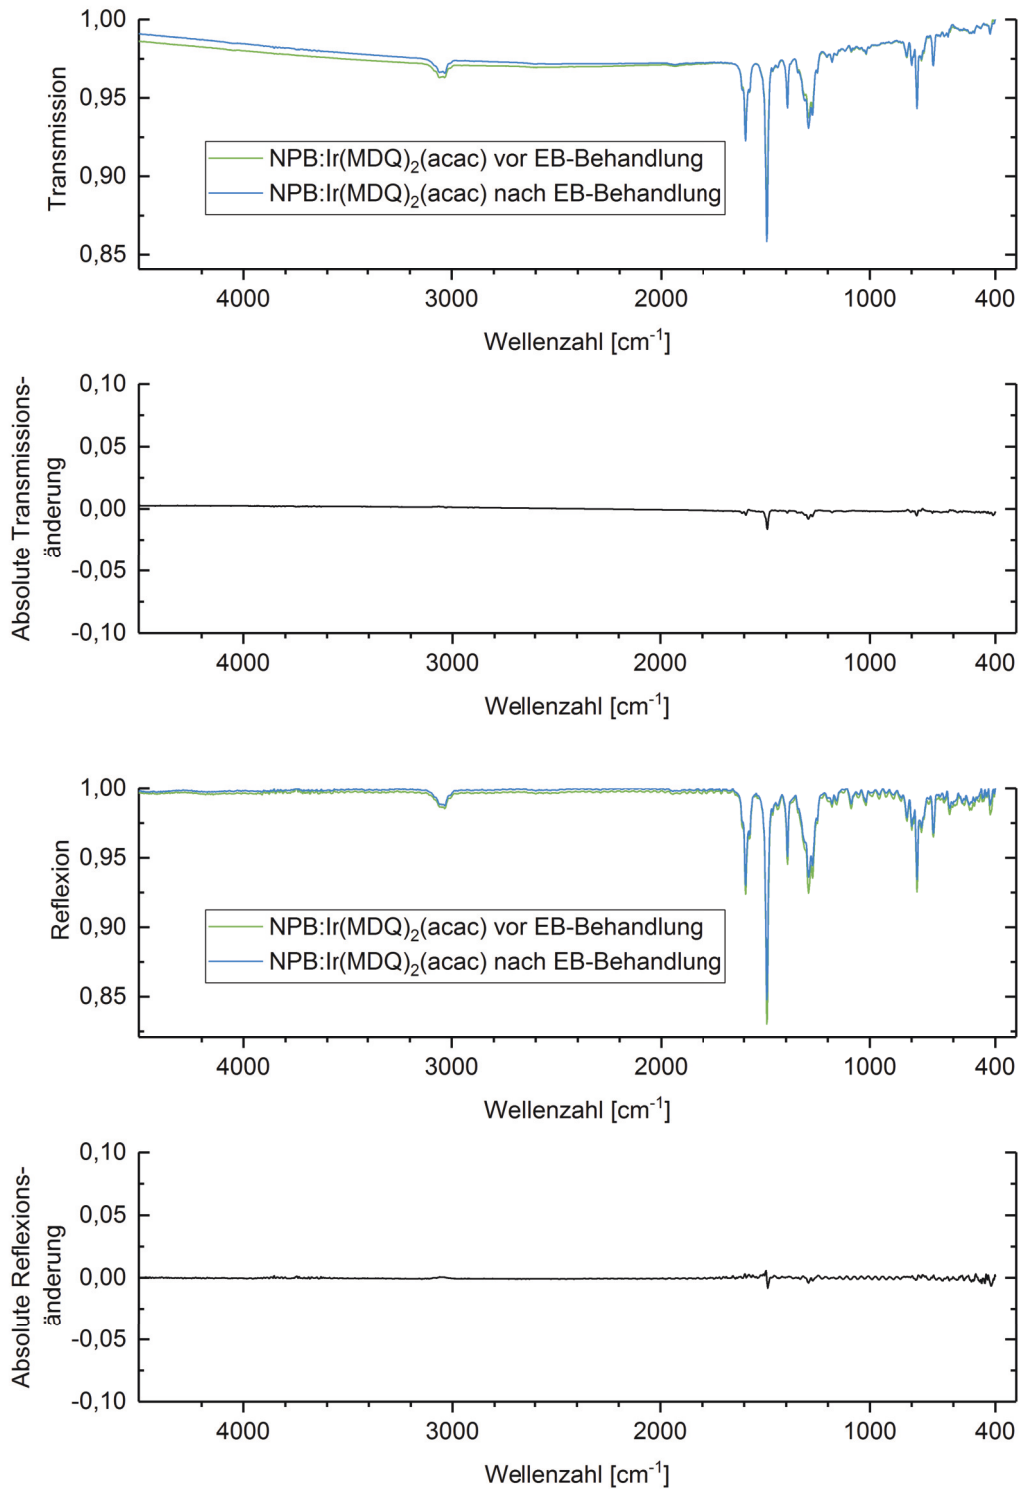 1,00
0,95
0,90
0,85
Transmission
NPB:Ir(MDQ)₂(acac) vor EB-Behandlung
NPB:Ir(MDQ)₂(acac) nach EB-Behandlung
4000 3000 2000 1000 400
Wellenzahl [cm⁻¹]
0,10
0,05
0,00
-0,05
-0,10
Absolute Transmissions-
änderung
4000 3000 2000 1000 400
Wellenzahl [cm⁻¹]
1,00
0,95
0,90
0,85
Reflexion
NPB:Ir(MDQ)₂(acac) vor EB-Behandlung
NPB:Ir(MDQ)₂(acac) nach EB-Behandlung
4000 3000 2000 1000 400
Wellenzahl [cm⁻¹]
0,10
0,05
0,00
-0,05
-0,10
Absolute Reflexions-
änderung
4000 3000 2000 1000 400
Wellenzahl [cm⁻¹]